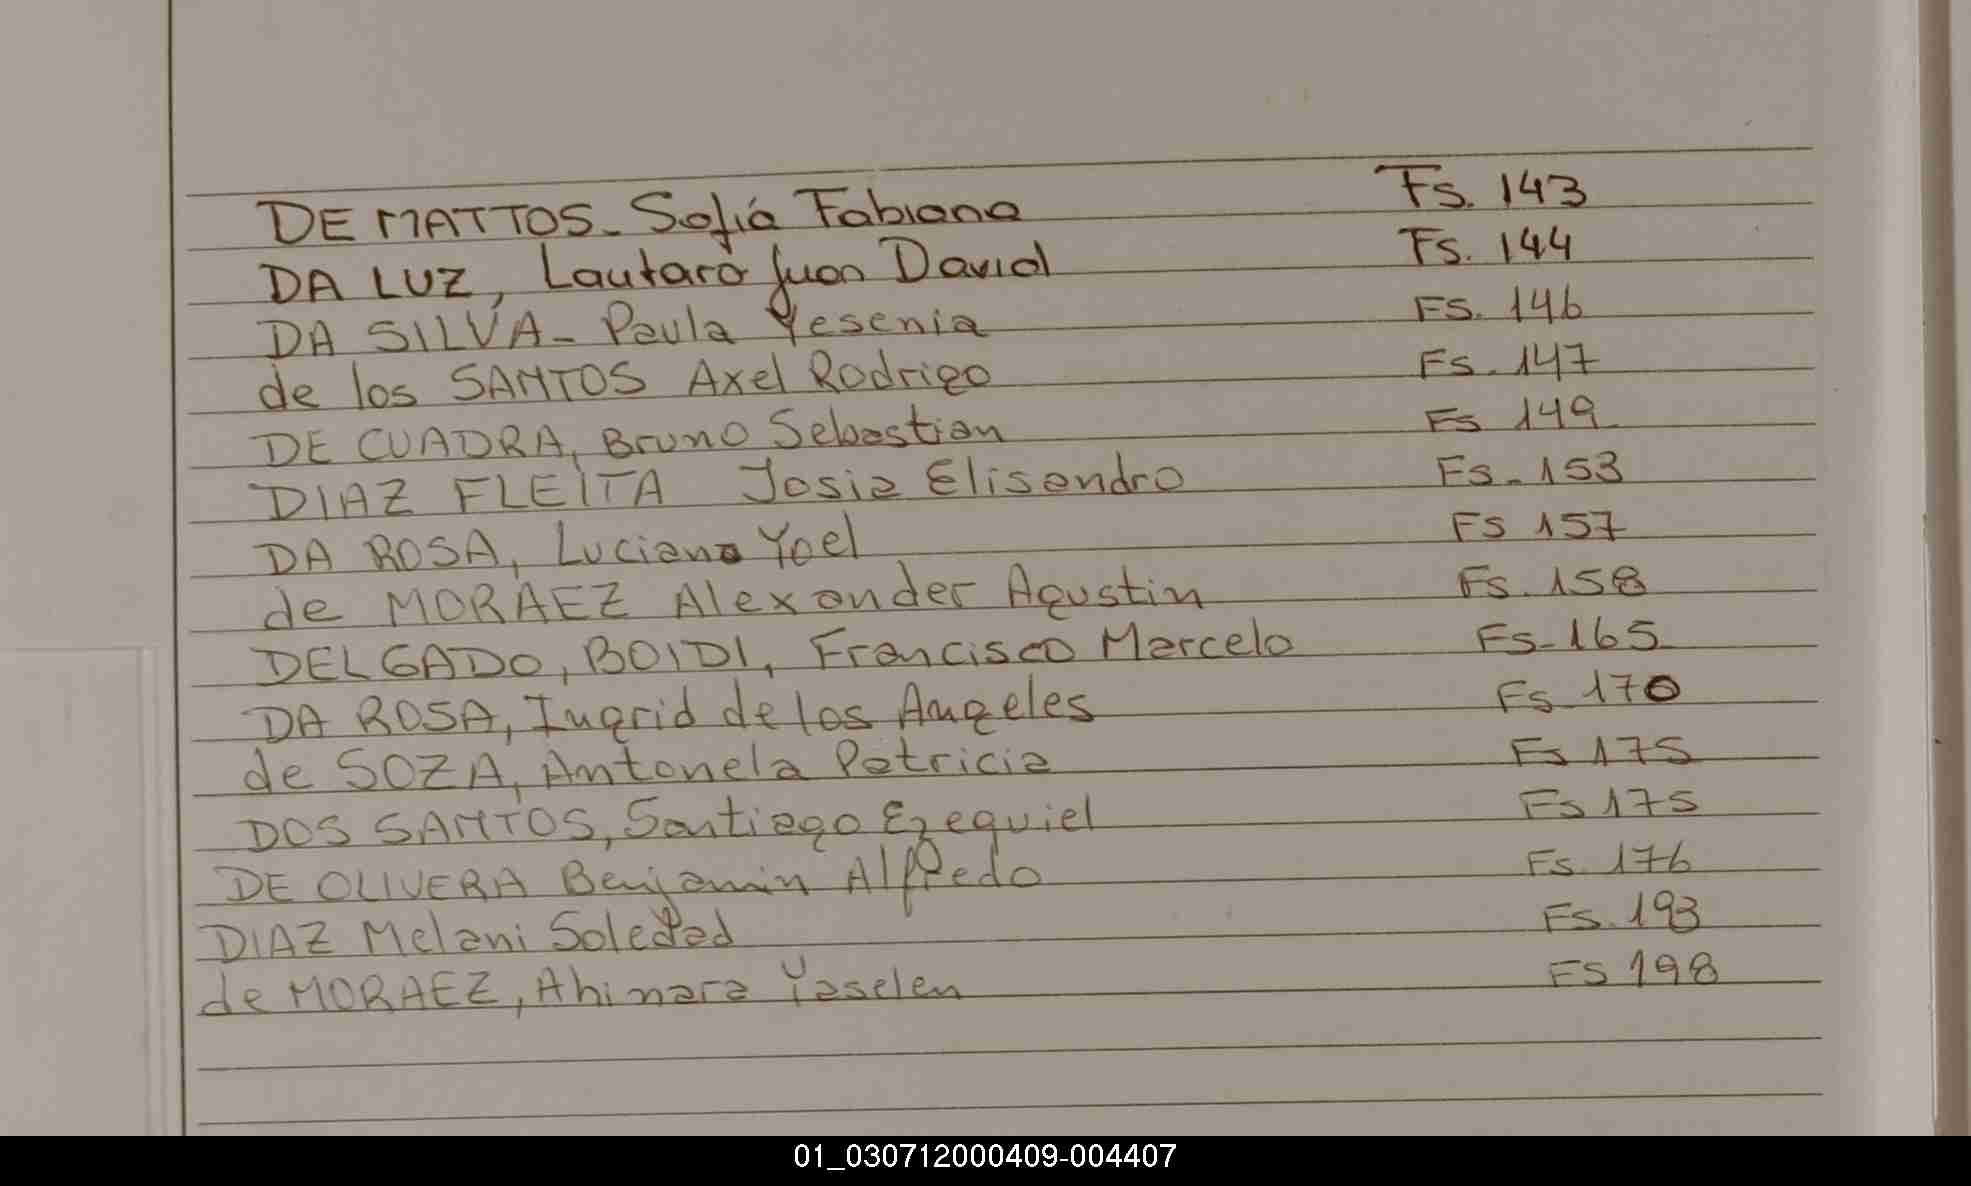 DE MATTOS - Sofía Fabiana Fs. 143
DA LUZ, Lautaro Juan David Fs. 144
DA SILVA - Paula Yesenia FS. 146
de los SANTOS Axel Rodrigo Fs. 147
DE CUADRA, Bruno Sebastian Fs 149
DIAZ FLEITA Josia Elisandro Fs. 153
DA ROSA, Luciano Yoel FS 157
de MORAEZ Alexander Agustin Fs. 158
DELGADO, BOIDI, Francisco Marcelo Fs. 165
DA ROSA, Ingrid de los Angeles Fs. 170
de SOZA, Antonela Patricia Fs 175
DOS SANTOS, Santiago Ezequiel Fs 175
DE OLIVERA Benjamin Alfredo Fs. 176
DIAZ Melani Soledad Fs. 193
de MORAEZ, Ahinara Yaselen FS 198
01_030712000409-004407